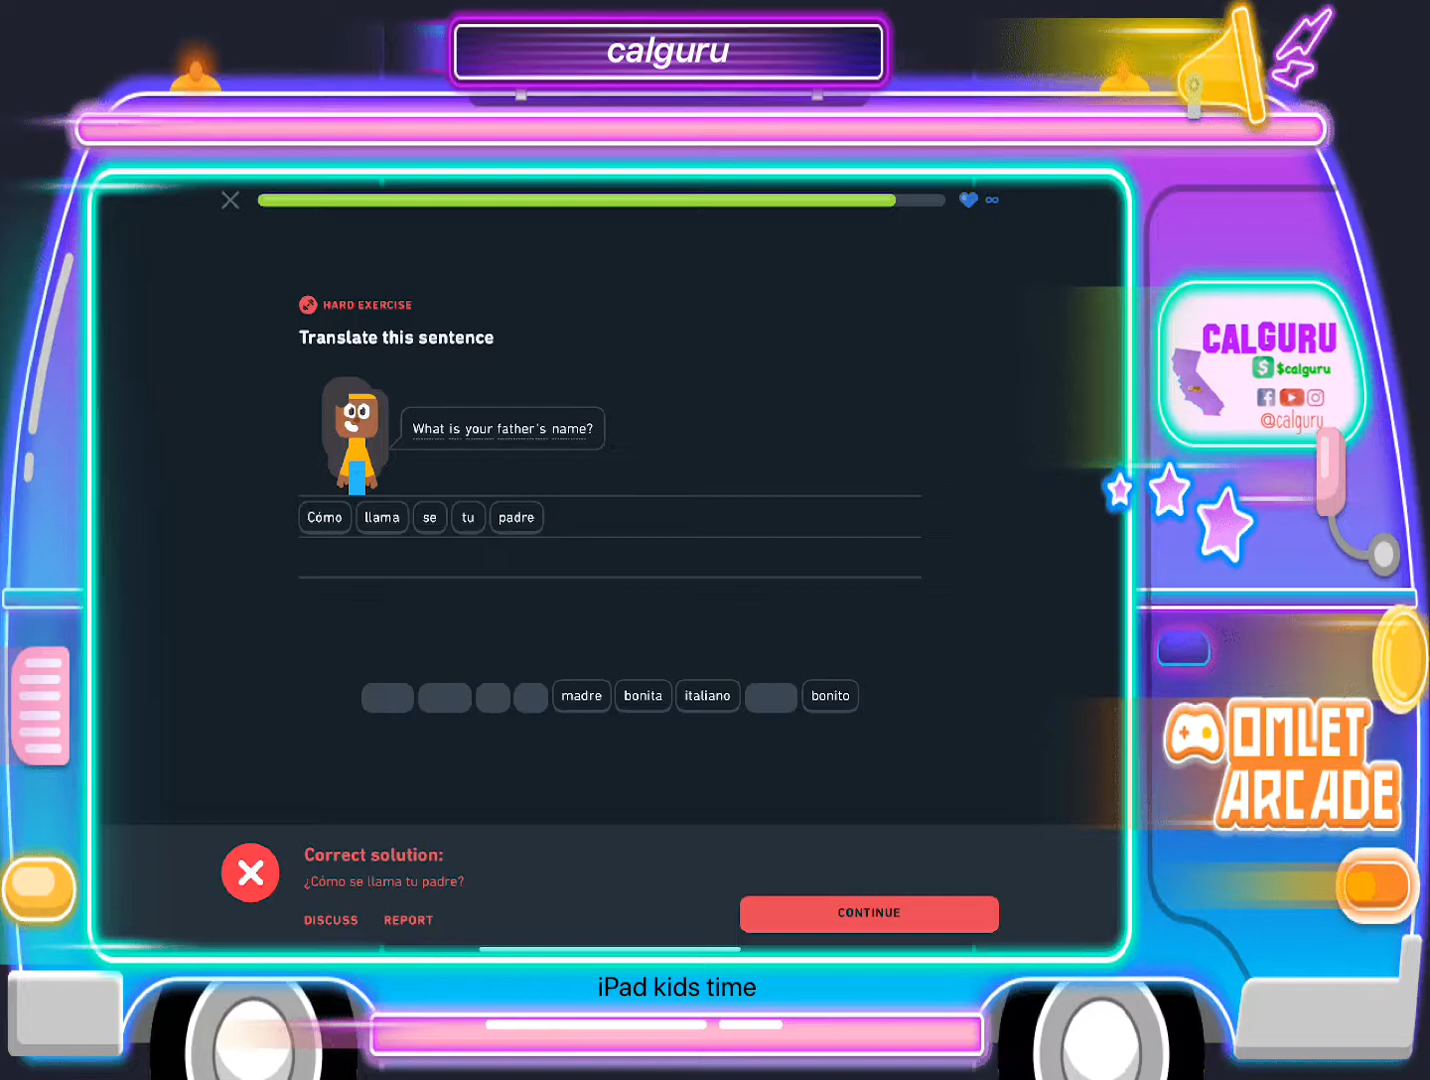 calguru
∞
HARD EXERCISE
Translate this sentence
What is your father's name?
Cómo llama se tu padre
madre bonita italiano bonito
Correct solution:
¿Cómo se llama tu padre?
DISCUSS REPORT
CONTINUE
CALGURU
$ $calguru
@calguru
OMLET
ARCADE
iPad kids time